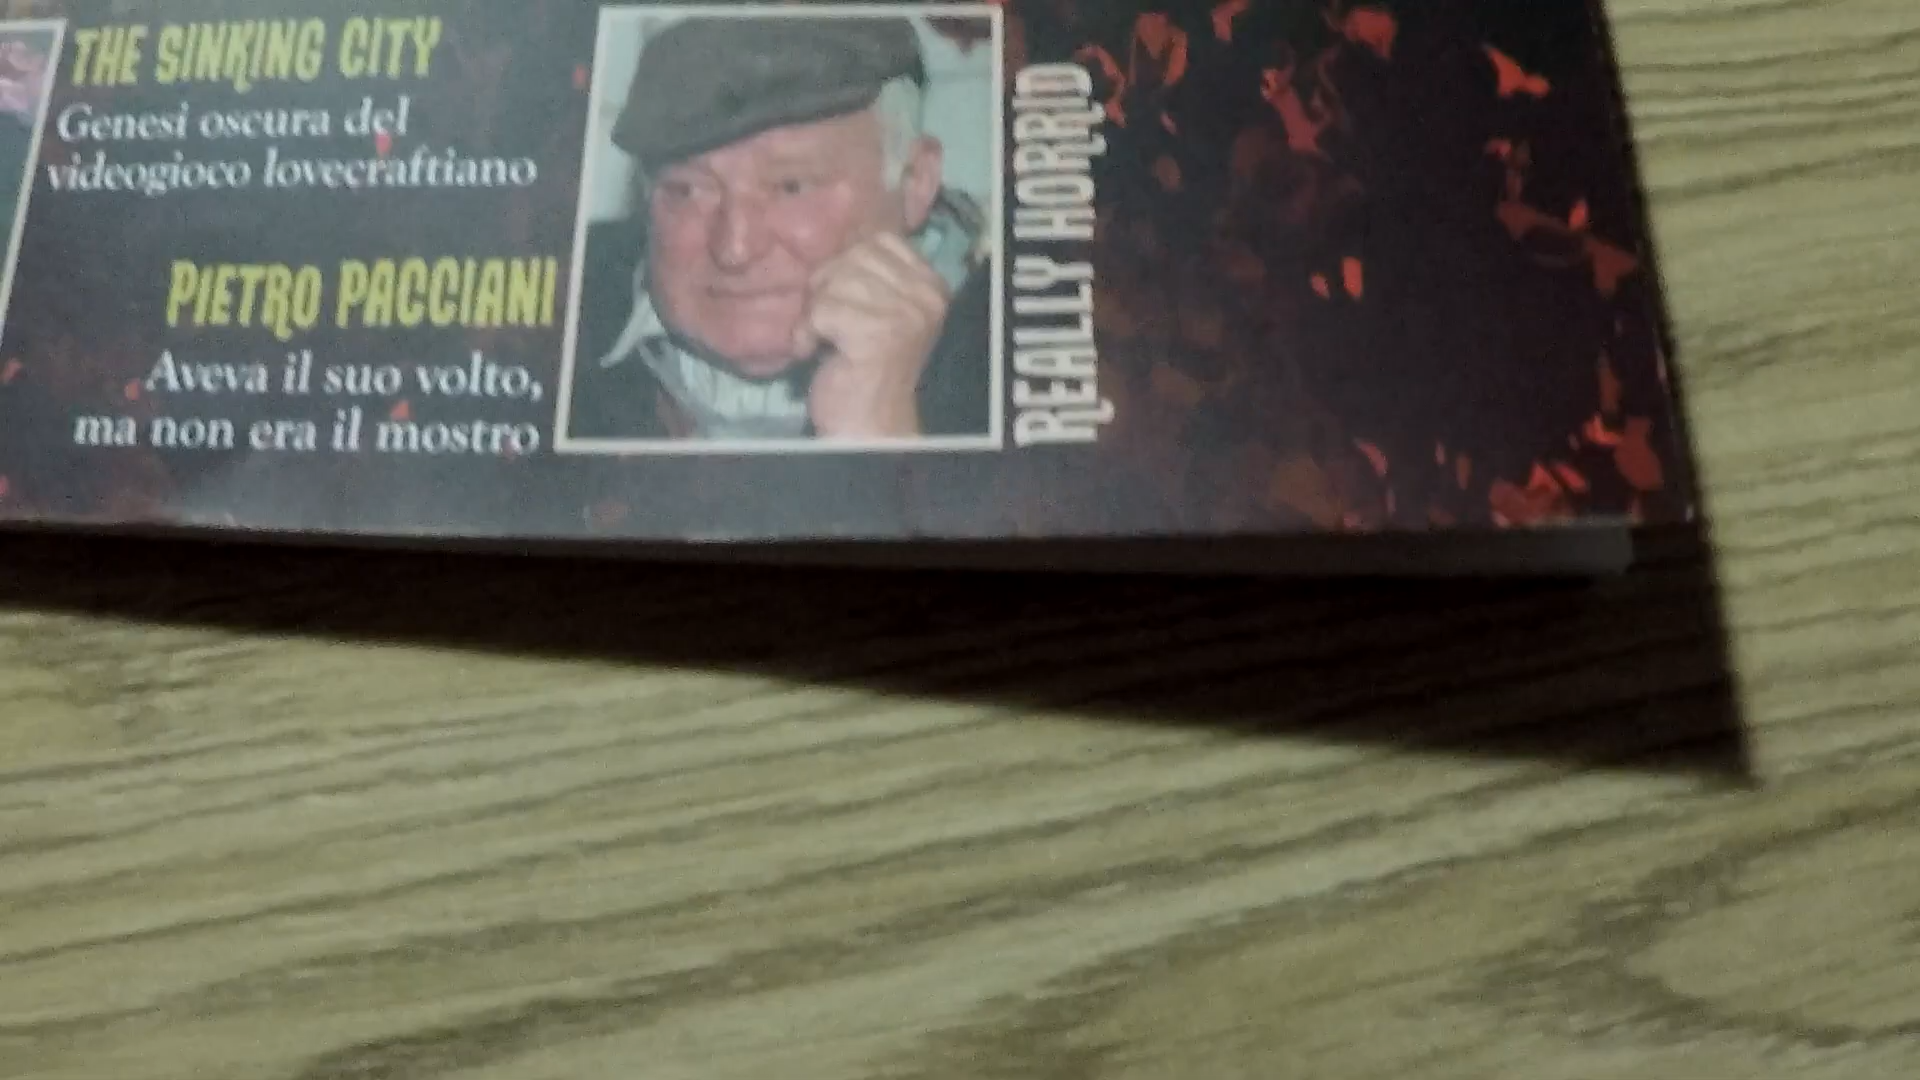 THE SINKING CITY
Genesi oscura del
videogioco lovecraftiano
PIETRO PACCIANI
Aveva il suo volto,
ma non era il mostro
REALLY HORRID